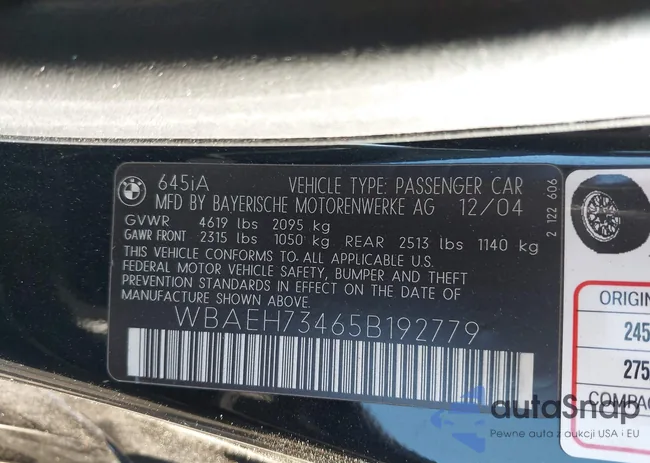 BMW
645iA VEHICLE TYPE: PASSENGER CAR
MFD BY BAYERISCHE MOTORENWERKE AG 12/04
GVWR 4619 lbs 2095 kg
GAWR FRONT 2315 lbs 1050 kg REAR 2513 lbs 1140 kg
THIS VEHICLE CONFORMS TO ALL APPLICABLE U.S.
FEDERAL MOTOR VEHICLE SAFETY, BUMPER AND THEFT
PREVENTION STANDARDS IN EFFECT ON THE DATE OF
MANUFACTURE SHOWN ABOVE.
WBAEH73465B192779
2 122 606
ORIGIN
245
275
COMPAC
autoSnap
Pewne auta z aukcji USA i EU